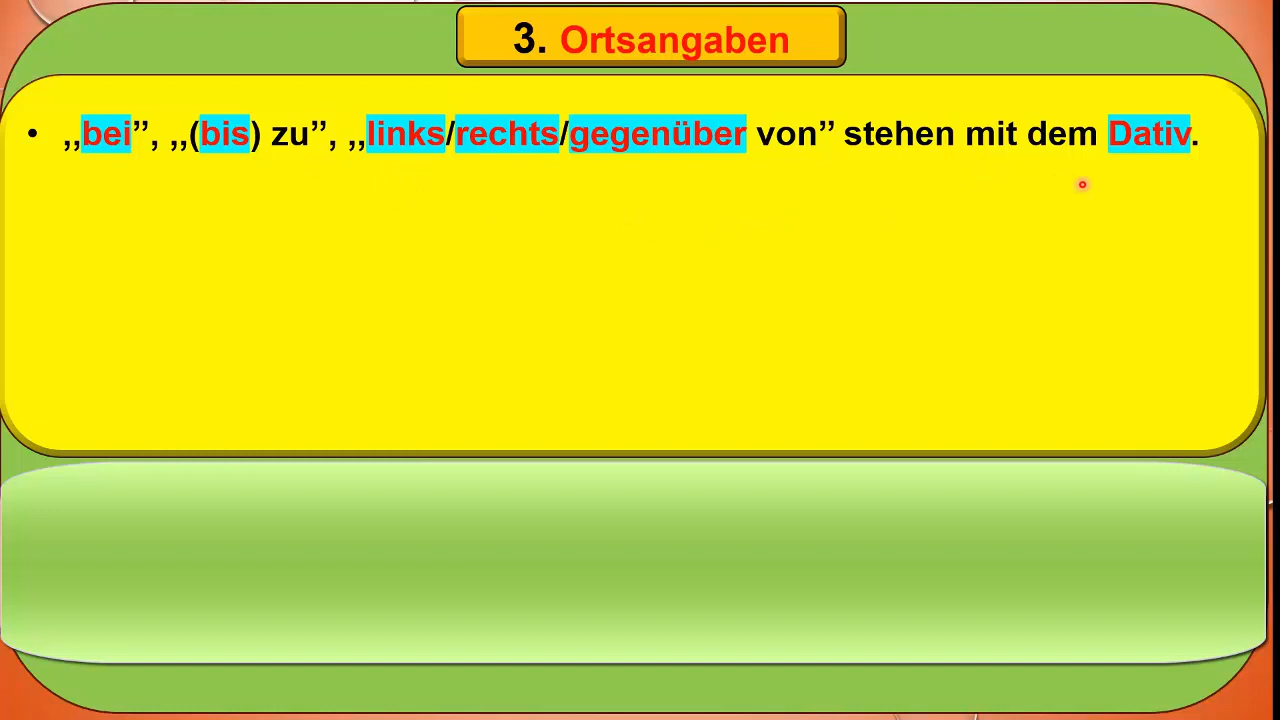 3. Ortsangaben
• ,,bei”, ,,(bis) zu”, ,,links/rechts/gegenüber von” stehen mit dem Dativ.